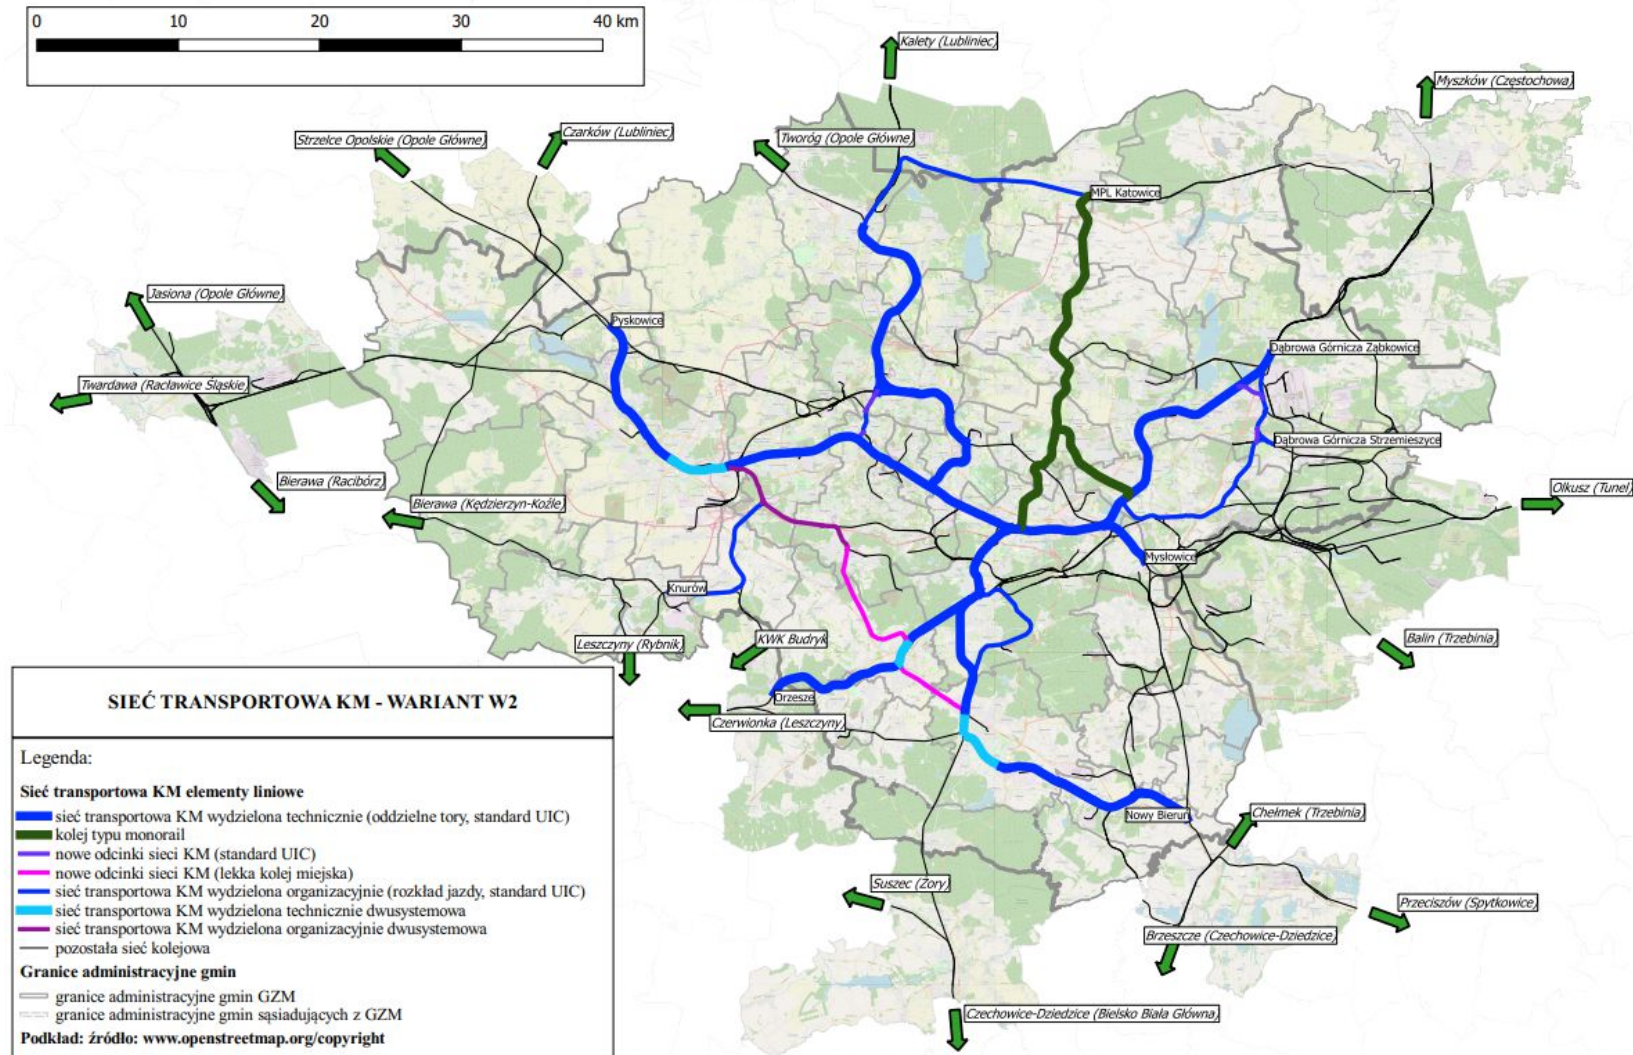 0 10 20 30 40 km
Kalety (Lubliniec)
Myszków (Częstochowa)
Czarków (Lubliniec)
Strzelce Opolskie (Opole Główne)
Tworóg (Opole Główne)
MPL Katowice
Jasiona (Opole Główne)
Pyskowice
Dąbrowa Górnicza Ząbkowice
Twardawa (Racławice Śląskie)
Dąbrowa Górnicza Strzemieszyce
Bierawa (Racibórz)
Olkusz (Tunel)
Bierawa (Kędzierzyn-Koźle)
Mysłowice
Knurów
Leszczyny (Rybnik)
KWK Budryk
Balin (Trzebinia)
Orzesze
Czerwionka (Leszczyny)
Nowy Bieruń
Chełmek (Trzebinia)
Suszec (Żory)
Przeciszów (Spytkowice)
Brzeszcze (Czechowice-Dziedzice)
Czechowice-Dziedzice (Bielsko Biała Główna)
SIEĆ TRANSPORTOWA KM - WARIANT W2
Legenda:
Sieć transportowa KM elementy liniowe
sieć transportowa KM wydzielona technicznie (oddzielne tory, standard UIC)
kolej typu monorail
nowe odcinki sieci KM (standard UIC)
nowe odcinki sieci KM (lekka kolej miejska)
sieć transportowa KM wydzielona organizacyjnie (rozkład jazdy, standard UIC)
sieć transportowa KM wydzielona technicznie dwusystemowa
sieć transportowa KM wydzielona organizacyjnie dwusystemowa
pozostała sieć kolejowa
Granice administracyjne gmin
granice administracyjne gmin GZM
granice administracyjne gmin sąsiadujących z GZM
Podkład: źródło: www.openstreetmap.org/copyright